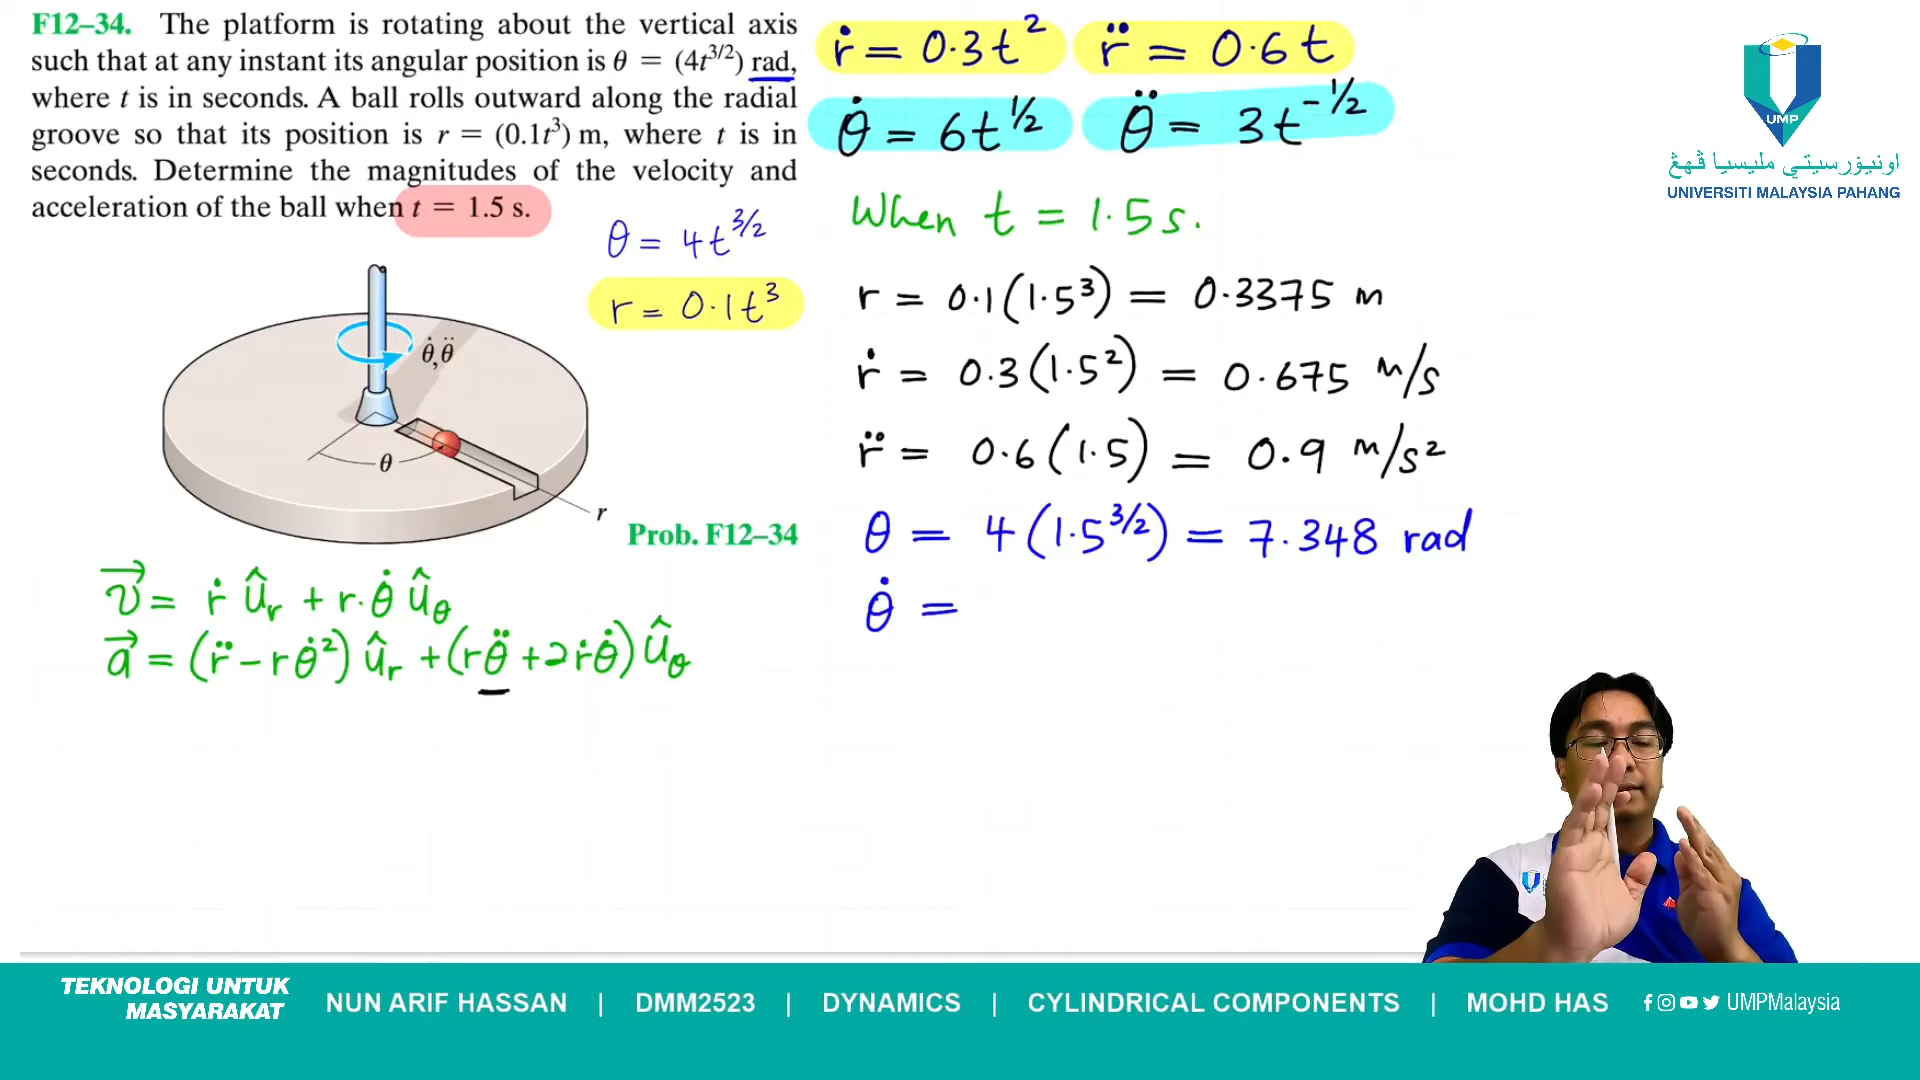 F12–34. The platform is rotating about the vertical axis
such that at any instant its angular position is θ = (4t^{3/2}) rad,
where t is in seconds. A ball rolls outward along the radial
groove so that its position is r = (0.1t³) m, where t is in
seconds. Determine the magnitudes of the velocity and
acceleration of the ball when t = 1.5 s.
θ = 4t^{3/2}
r = 0.1t³
θ̇, θ̈
θ
r
Prob. F12–34
v⃗ = ṙ û_r + r·θ̇ û_θ
a⃗ = (r̈ − rθ̇²) û_r + (rθ̈ + 2ṙθ̇) û_θ
ṙ = 0.3t² r̈ = 0.6t
θ̇ = 6t^{1/2} θ̈ = 3t^{-1/2}
When t = 1.5s.
r = 0.1(1.5³) = 0.3375 m
ṙ = 0.3(1.5²) = 0.675 m/s
r̈ = 0.6(1.5) = 0.9 m/s²
θ = 4(1.5^{3/2}) = 7.348 rad
θ̇ =
UMP
اونيۏرسيتي مليسيا ڤهڠ
UNIVERSITI MALAYSIA PAHANG
TEKNOLOGI UNTUK
MASYARAKAT
NUN ARIF HASSAN | DMM2523 | DYNAMICS | CYLINDRICAL COMPONENTS | MOHD HAS
UMPMalaysia